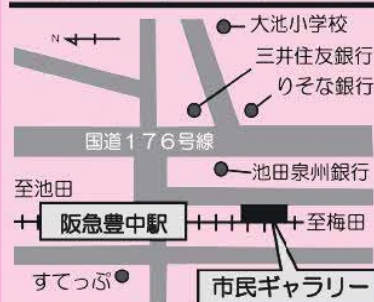 大池小学校
N
三井住友銀行
りそな銀行
国道176号線
池田泉州銀行
至池田
阪急豊中駅
至梅田
すてっぷ
市民ギャラリー